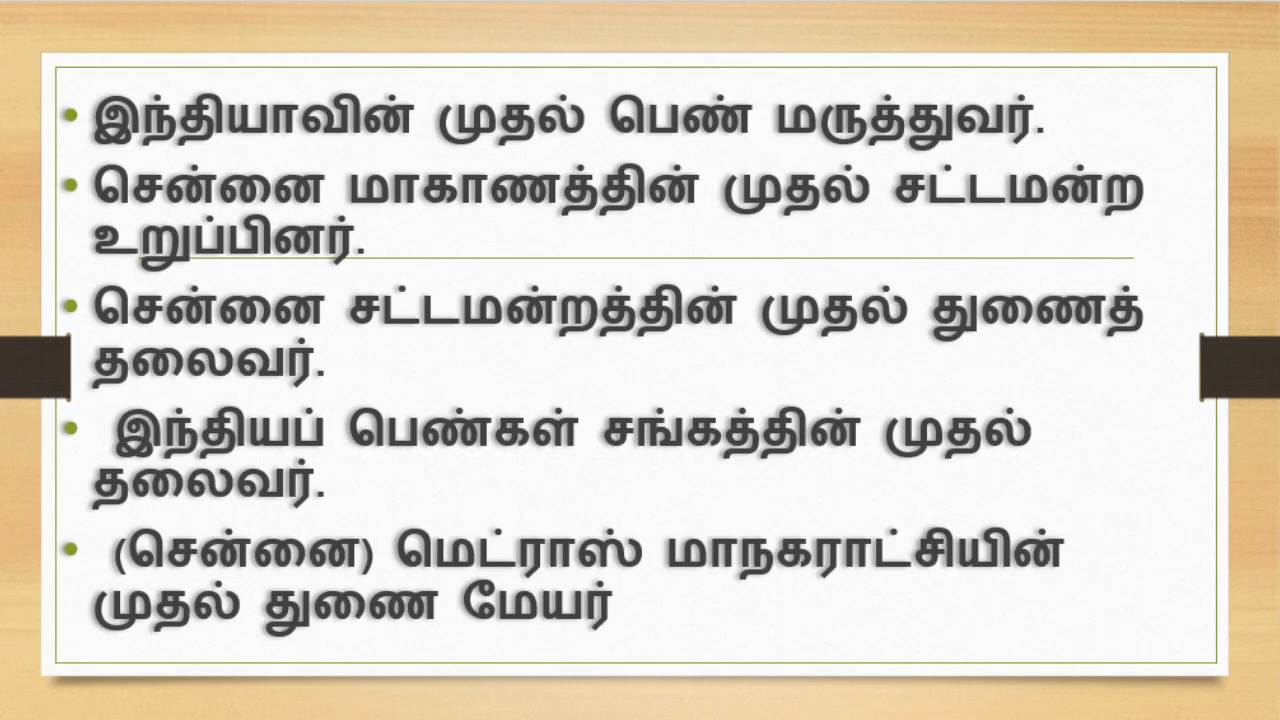 • இந்தியாவின் முதல் பெண் மருத்துவர்.
• சென்னை மாகாணத்தின் முதல் சட்டமன்ற
உறுப்பினர்.
• சென்னை சட்டமன்றத்தின் முதல் துணைத்
தலைவர்.
• இந்தியப் பெண்கள் சங்கத்தின் முதல்
தலைவர்.
• (சென்னை) மெட்ராஸ் மாநகராட்சியின்
முதல் துணை மேயர்